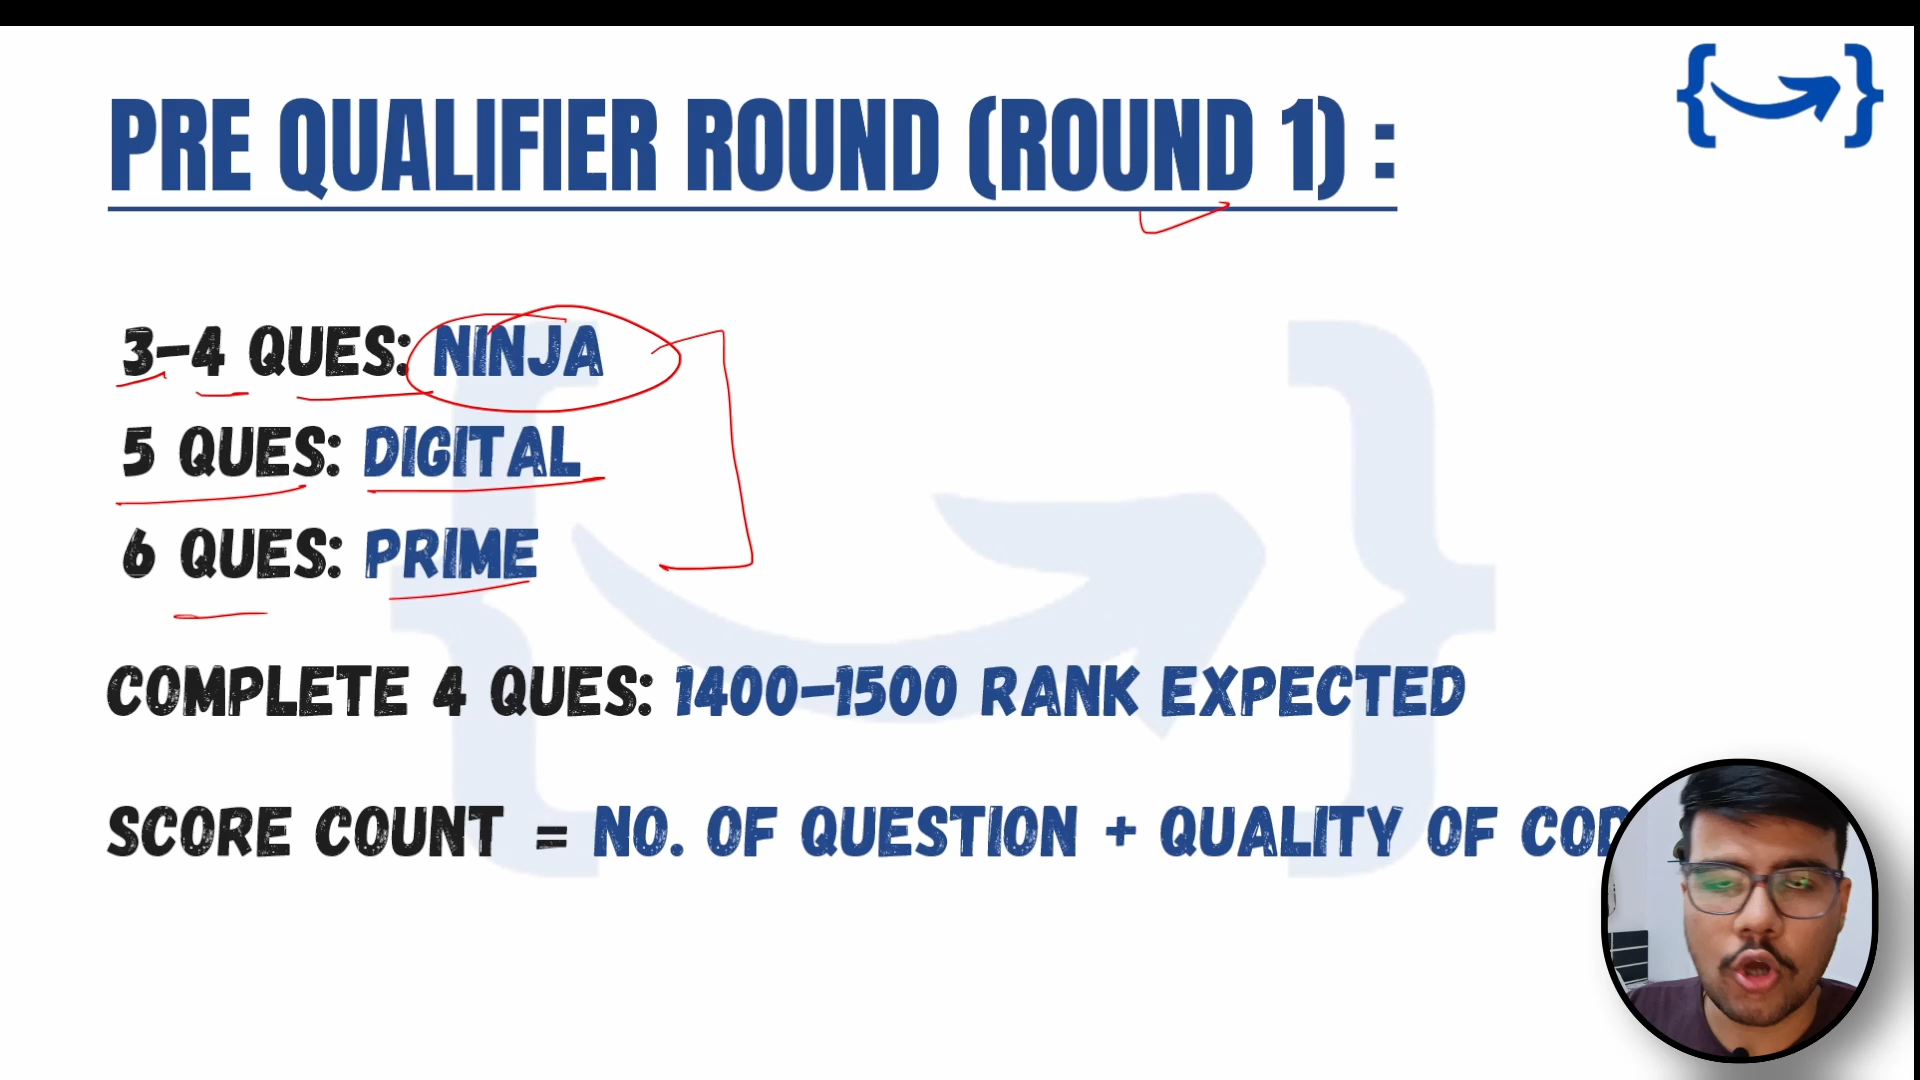 PRE QUALIFIER ROUND (ROUND 1) :
3-4 QUES: NINJA
5 QUES: DIGITAL
6 QUES: PRIME
COMPLETE 4 QUES: 1400-1500 RANK EXPECTED
SCORE COUNT = NO. OF QUESTION + QUALITY OF